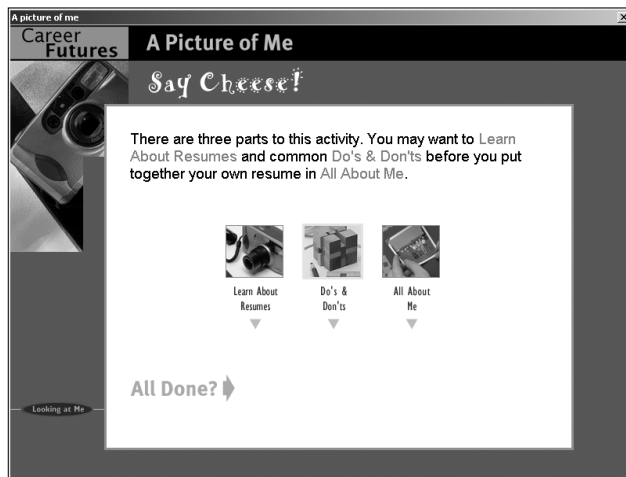 A picture of me
Career
Futures
A Picture of Me
Say Cheese!
There are three parts to this activity. You may want to Learn
About Resumes and common Do's & Don'ts before you put
together your own resume in All About Me.
Learn About
Resumes
Do's &
Don'ts
All About
Me
All Done?
Looking at Me